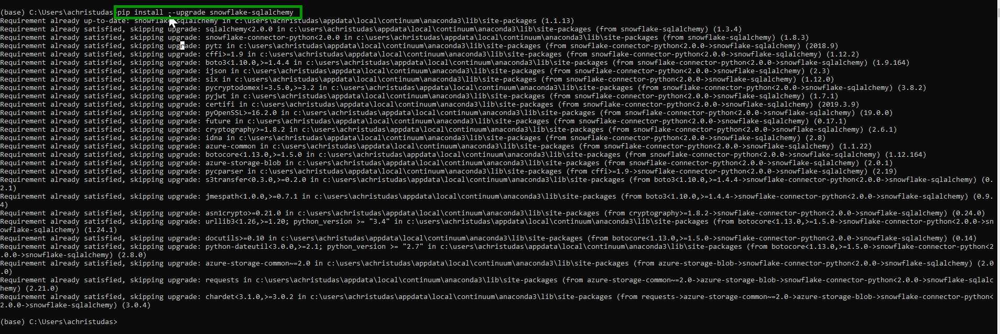 (base) C:\Users\achristudas>pip install --upgrade snowflake-sqlalchemy
Requirement already up-to-date: snowflake-sqlalchemy in c:\users\achristudas\appdata\local\continuum\anaconda3\lib\site-packages (1.1.13)
Requirement already satisfied, skipping upgrade: sqlalchemy<2.0.0 in c:\users\achristudas\appdata\local\continuum\anaconda3\lib\site-packages (from snowflake-sqlalchemy) (1.3.4)
Requirement already satisfied, skipping upgrade: snowflake-connector-python<2.0.0 in c:\users\achristudas\appdata\local\continuum\anaconda3\lib\site-packages (from snowflake-sqlalchemy) (1.8.3)
Requirement already satisfied, skipping upgrade: pytz in c:\users\achristudas\appdata\local\continuum\anaconda3\lib\site-packages (from snowflake-connector-python<2.0.0->snowflake-sqlalchemy) (2018.9)
Requirement already satisfied, skipping upgrade: cffi>=1.9 in c:\users\achristudas\appdata\local\continuum\anaconda3\lib\site-packages (from snowflake-connector-python<2.0.0->snowflake-sqlalchemy) (1.12.2)
Requirement already satisfied, skipping upgrade: boto3<1.10.0,>=1.4.4 in c:\users\achristudas\appdata\local\continuum\anaconda3\lib\site-packages (from snowflake-connector-python<2.0.0->snowflake-sqlalchemy) (1.9.164)
Requirement already satisfied, skipping upgrade: ijson in c:\users\achristudas\appdata\local\continuum\anaconda3\lib\site-packages (from snowflake-connector-python<2.0.0->snowflake-sqlalchemy) (2.3)
Requirement already satisfied, skipping upgrade: six in c:\users\achristudas\appdata\local\continuum\anaconda3\lib\site-packages (from snowflake-connector-python<2.0.0->snowflake-sqlalchemy) (1.12.0)
Requirement already satisfied, skipping upgrade: pycryptodomex!=3.5.0,>=3.2 in c:\users\achristudas\appdata\local\continuum\anaconda3\lib\site-packages (from snowflake-connector-python<2.0.0->snowflake-sqlalchemy) (3.8.2)
Requirement already satisfied, skipping upgrade: pyjwt in c:\users\achristudas\appdata\local\continuum\anaconda3\lib\site-packages (from snowflake-connector-python<2.0.0->snowflake-sqlalchemy) (1.7.1)
Requirement already satisfied, skipping upgrade: certifi in c:\users\achristudas\appdata\local\continuum\anaconda3\lib\site-packages (from snowflake-connector-python<2.0.0->snowflake-sqlalchemy) (2019.3.9)
Requirement already satisfied, skipping upgrade: pyOpenSSL>=16.2.0 in c:\users\achristudas\appdata\local\continuum\anaconda3\lib\site-packages (from snowflake-connector-python<2.0.0->snowflake-sqlalchemy) (19.0.0)
Requirement already satisfied, skipping upgrade: future in c:\users\achristudas\appdata\local\continuum\anaconda3\lib\site-packages (from snowflake-connector-python<2.0.0->snowflake-sqlalchemy) (0.17.1)
Requirement already satisfied, skipping upgrade: cryptography>=1.8.2 in c:\users\achristudas\appdata\local\continuum\anaconda3\lib\site-packages (from snowflake-connector-python<2.0.0->snowflake-sqlalchemy) (2.6.1)
Requirement already satisfied, skipping upgrade: idna in c:\users\achristudas\appdata\local\continuum\anaconda3\lib\site-packages (from snowflake-connector-python<2.0.0->snowflake-sqlalchemy) (2.8)
Requirement already satisfied, skipping upgrade: azure-common in c:\users\achristudas\appdata\local\continuum\anaconda3\lib\site-packages (from snowflake-connector-python<2.0.0->snowflake-sqlalchemy) (1.1.22)
Requirement already satisfied, skipping upgrade: botocore<1.13.0,>=1.5.0 in c:\users\achristudas\appdata\local\continuum\anaconda3\lib\site-packages (from snowflake-connector-python<2.0.0->snowflake-sqlalchemy) (1.12.164)
Requirement already satisfied, skipping upgrade: azure-storage-blob in c:\users\achristudas\appdata\local\continuum\anaconda3\lib\site-packages (from snowflake-connector-python<2.0.0->snowflake-sqlalchemy) (2.0.1)
Requirement already satisfied, skipping upgrade: pycparser in c:\users\achristudas\appdata\local\continuum\anaconda3\lib\site-packages (from cffi>=1.9->snowflake-connector-python<2.0.0->snowflake-sqlalchemy) (2.19)
Requirement already satisfied, skipping upgrade: s3transfer<0.3.0,>=0.2.0 in c:\users\achristudas\appdata\local\continuum\anaconda3\lib\site-packages (from boto3<1.10.0,>=1.4.4->snowflake-connector-python<2.0.0->snowflake-sqlalchemy) (0.
2.1)
Requirement already satisfied, skipping upgrade: jmespath<1.0.0,>=0.7.1 in c:\users\achristudas\appdata\local\continuum\anaconda3\lib\site-packages (from boto3<1.10.0,>=1.4.4->snowflake-connector-python<2.0.0->snowflake-sqlalchemy) (0.9.
4)
Requirement already satisfied, skipping upgrade: asn1crypto>=0.21.0 in c:\users\achristudas\appdata\local\continuum\anaconda3\lib\site-packages (from cryptography>=1.8.2->snowflake-connector-python<2.0.0->snowflake-sqlalchemy) (0.24.0)
Requirement already satisfied, skipping upgrade: urllib3<1.26,>=1.20; python_version >= "3.4" in c:\users\achristudas\appdata\local\continuum\anaconda3\lib\site-packages (from botocore<1.13.0,>=1.5.0->snowflake-connector-python<2.0.0->sn
owflake-sqlalchemy) (1.24.1)
Requirement already satisfied, skipping upgrade: docutils>=0.10 in c:\users\achristudas\appdata\local\continuum\anaconda3\lib\site-packages (from botocore<1.13.0,>=1.5.0->snowflake-connector-python<2.0.0->snowflake-sqlalchemy) (0.14)
Requirement already satisfied, skipping upgrade: python-dateutil<3.0.0,>=2.1; python_version >= "2.7" in c:\users\achristudas\appdata\local\continuum\anaconda3\lib\site-packages (from botocore<1.13.0,>=1.5.0->snowflake-connector-python<2
.0.0->snowflake-sqlalchemy) (2.8.0)
Requirement already satisfied, skipping upgrade: azure-storage-common~=2.0 in c:\users\achristudas\appdata\local\continuum\anaconda3\lib\site-packages (from azure-storage-blob->snowflake-connector-python<2.0.0->snowflake-sqlalchemy) (2.0
.0)
Requirement already satisfied, skipping upgrade: requests in c:\users\achristudas\appdata\local\continuum\anaconda3\lib\site-packages (from azure-storage-common~=2.0->azure-storage-blob->snowflake-connector-python<2.0.0->snowflake-sqlalc
hemy) (2.21.0)
Requirement already satisfied, skipping upgrade: chardet<3.1.0,>=3.0.2 in c:\users\achristudas\appdata\local\continuum\anaconda3\lib\site-packages (from requests->azure-storage-common~=2.0->azure-storage-blob->snowflake-connector-python<
2.0.0->snowflake-sqlalchemy) (3.0.4)
(base) C:\Users\achristudas>